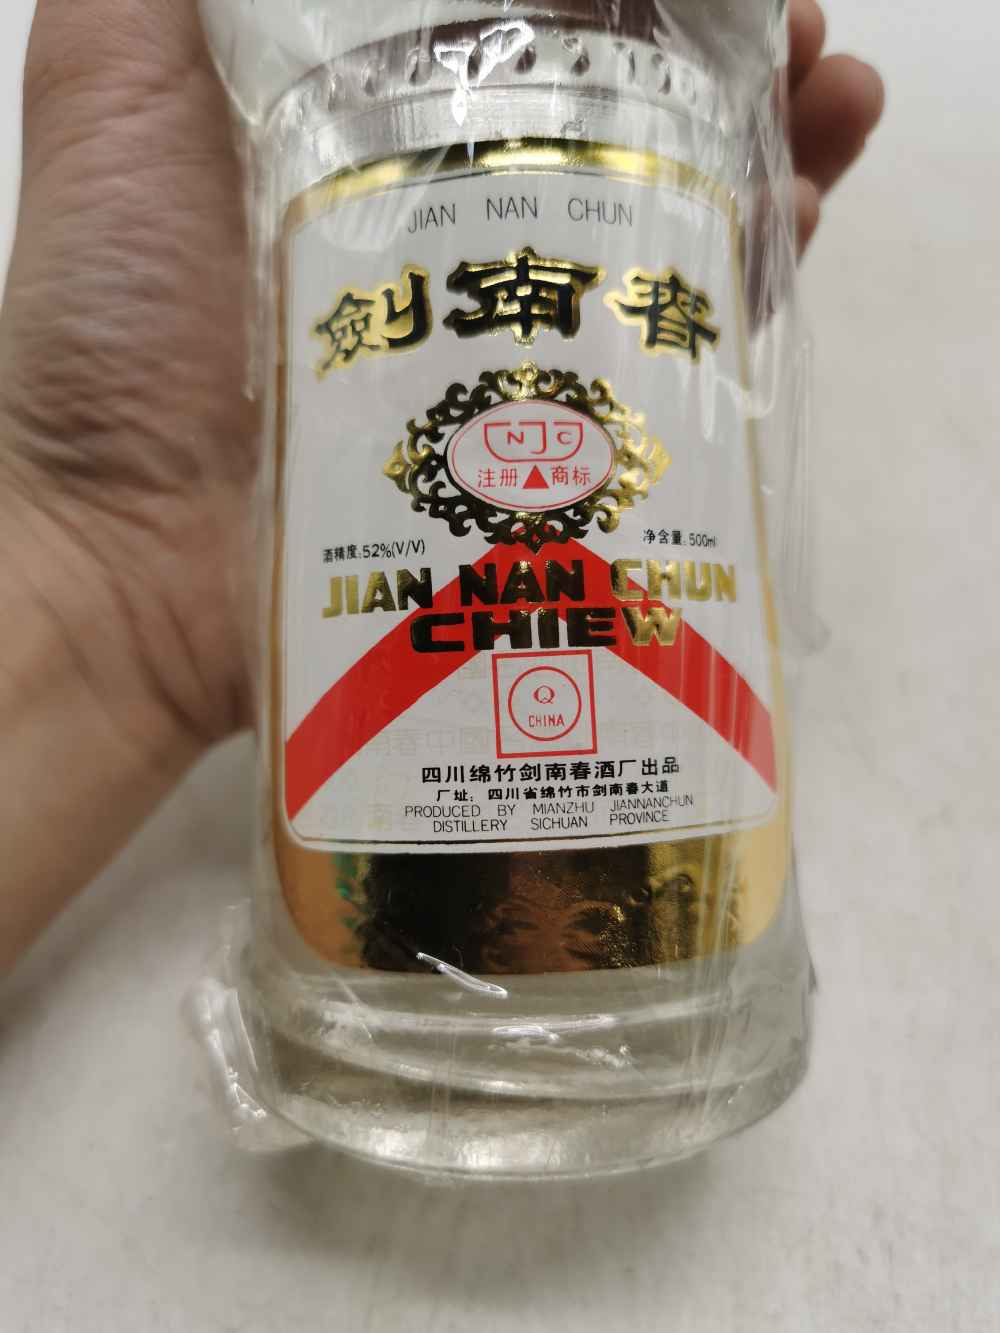 JIAN NAN CHUN
劍南春
NJC
注册 商标
酒精度:52%(V/V)
净含量:500ml
JIAN NAN CHUN
CHIEW
Q
CHINA
四川绵竹剑南春酒厂出品
厂址:四川省绵竹市剑南春大道
PRODUCED BY MIANZHU JIANNANCHUN
DISTILLERY SICHUAN PROVINCE